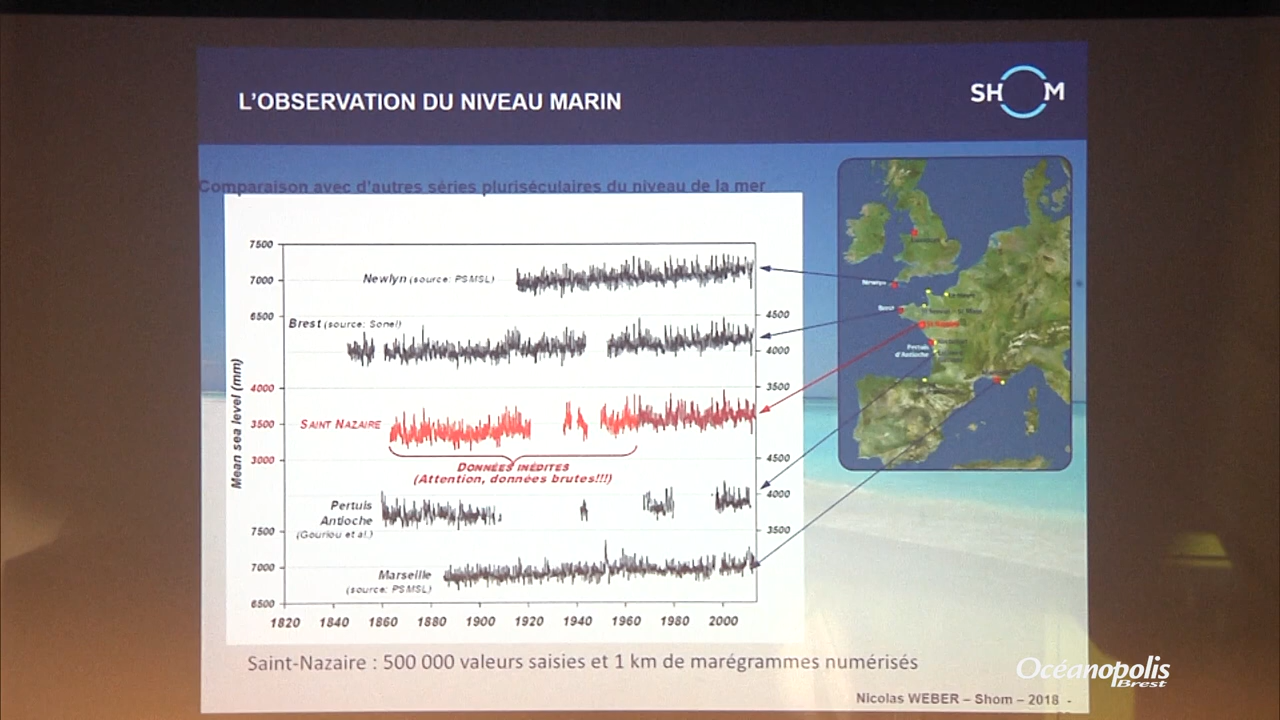 L'OBSERVATION DU NIVEAU MARIN
SHOM
Comparaison avec d'autres séries pluriséculaires du niveau de la mer
Mean sea level (mm)
7500
7000
6500
4000
3500
3000
7500
7000
6500
Newlyn (source: PSMSL)
Brest (source: Sonel)
SAINT NAZAIRE
DONNÉES INÉDITES
(Attention, données brutes!!!)
Pertuis
Antioche
(Gouriou et al.)
Marseille
(source: PSMSL)
4500
4000
3500
4500
4000
3500
1820 1840 1860 1880 1900 1920 1940 1960 1980 2000
Newlyn
Brest
Pertuis
d'Antioche
Saint-Nazaire : 500 000 valeurs saisies et 1 km de marégrammes numérisés
Océanopolis
Brest
Nicolas WEBER – Shom – 2018 -